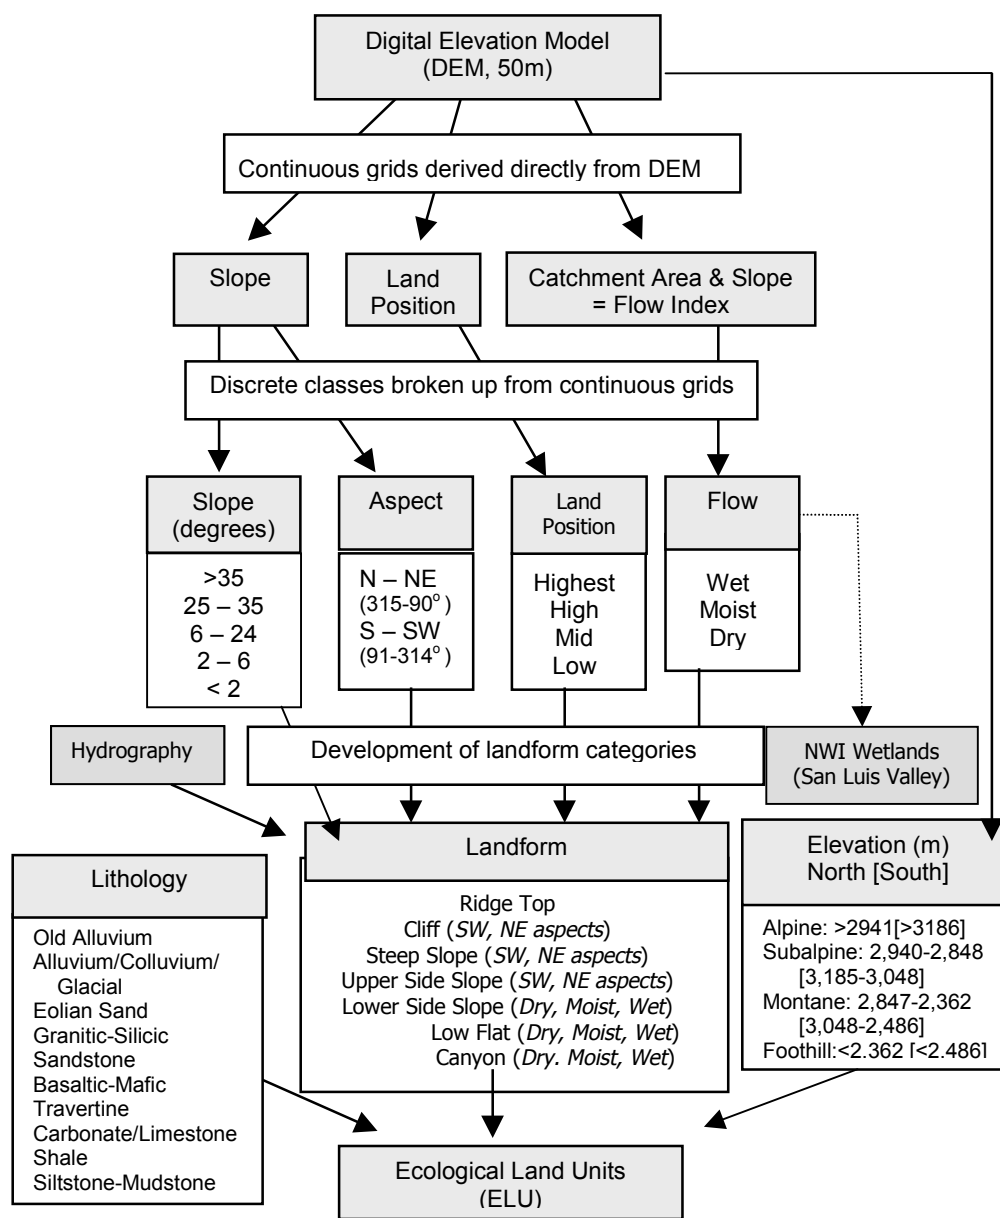 Digital Elevation Model
(DEM, 50m)
Continuous grids derived directly from DEM
Slope
Land
Position
Catchment Area & Slope
= Flow Index
Discrete classes broken up from continuous grids
Slope
(degrees)
>35
25 – 35
6 – 24
2 – 6
< 2
Aspect
N – NE
(315-90°)
S – SW
(91-314°)
Land
Position
Highest
High
Mid
Low
Flow
Wet
Moist
Dry
Hydrography
Development of landform categories
NWI Wetlands
(San Luis Valley)
Landform
Ridge Top
Cliff (SW, NE aspects)
Steep Slope (SW, NE aspects)
Upper Side Slope (SW, NE aspects)
Lower Side Slope (Dry, Moist, Wet)
Low Flat (Dry, Moist, Wet)
Canyon (Dry. Moist, Wet)
Elevation (m)
North [South]
Alpine: >2941[>3186]
Subalpine: 2,940-2,848
[3,185-3,048]
Montane: 2,847-2,362
[3,048-2,486]
Foothill:<2.362 [<2.486]
Lithology
Old Alluvium
Alluvium/Colluvium/
Glacial
Eolian Sand
Granitic-Silicic
Sandstone
Basaltic-Mafic
Travertine
Carbonate/Limestone
Shale
Siltstone-Mudstone
Ecological Land Units
(ELU)